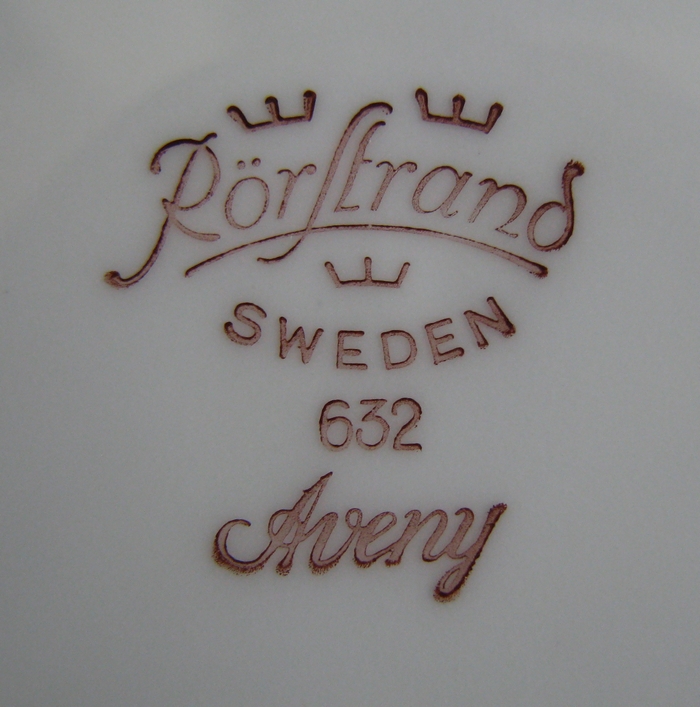 Rörstrand
SWEDEN
632
Aveny